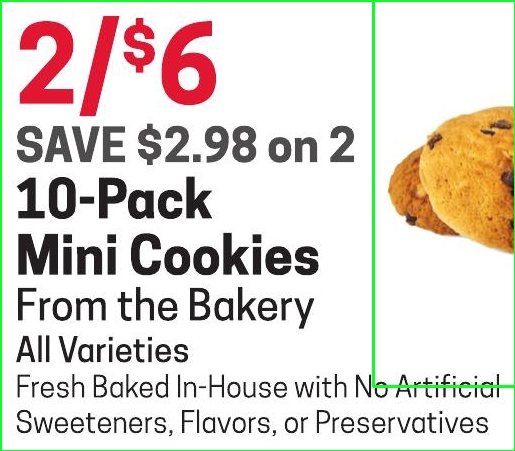 2/$6
SAVE $2.98 on 2
10-Pack
Mini Cookies
From the Bakery
All Varieties
Fresh Baked In-House with No Artificial
Sweeteners, Flavors, or Preservatives